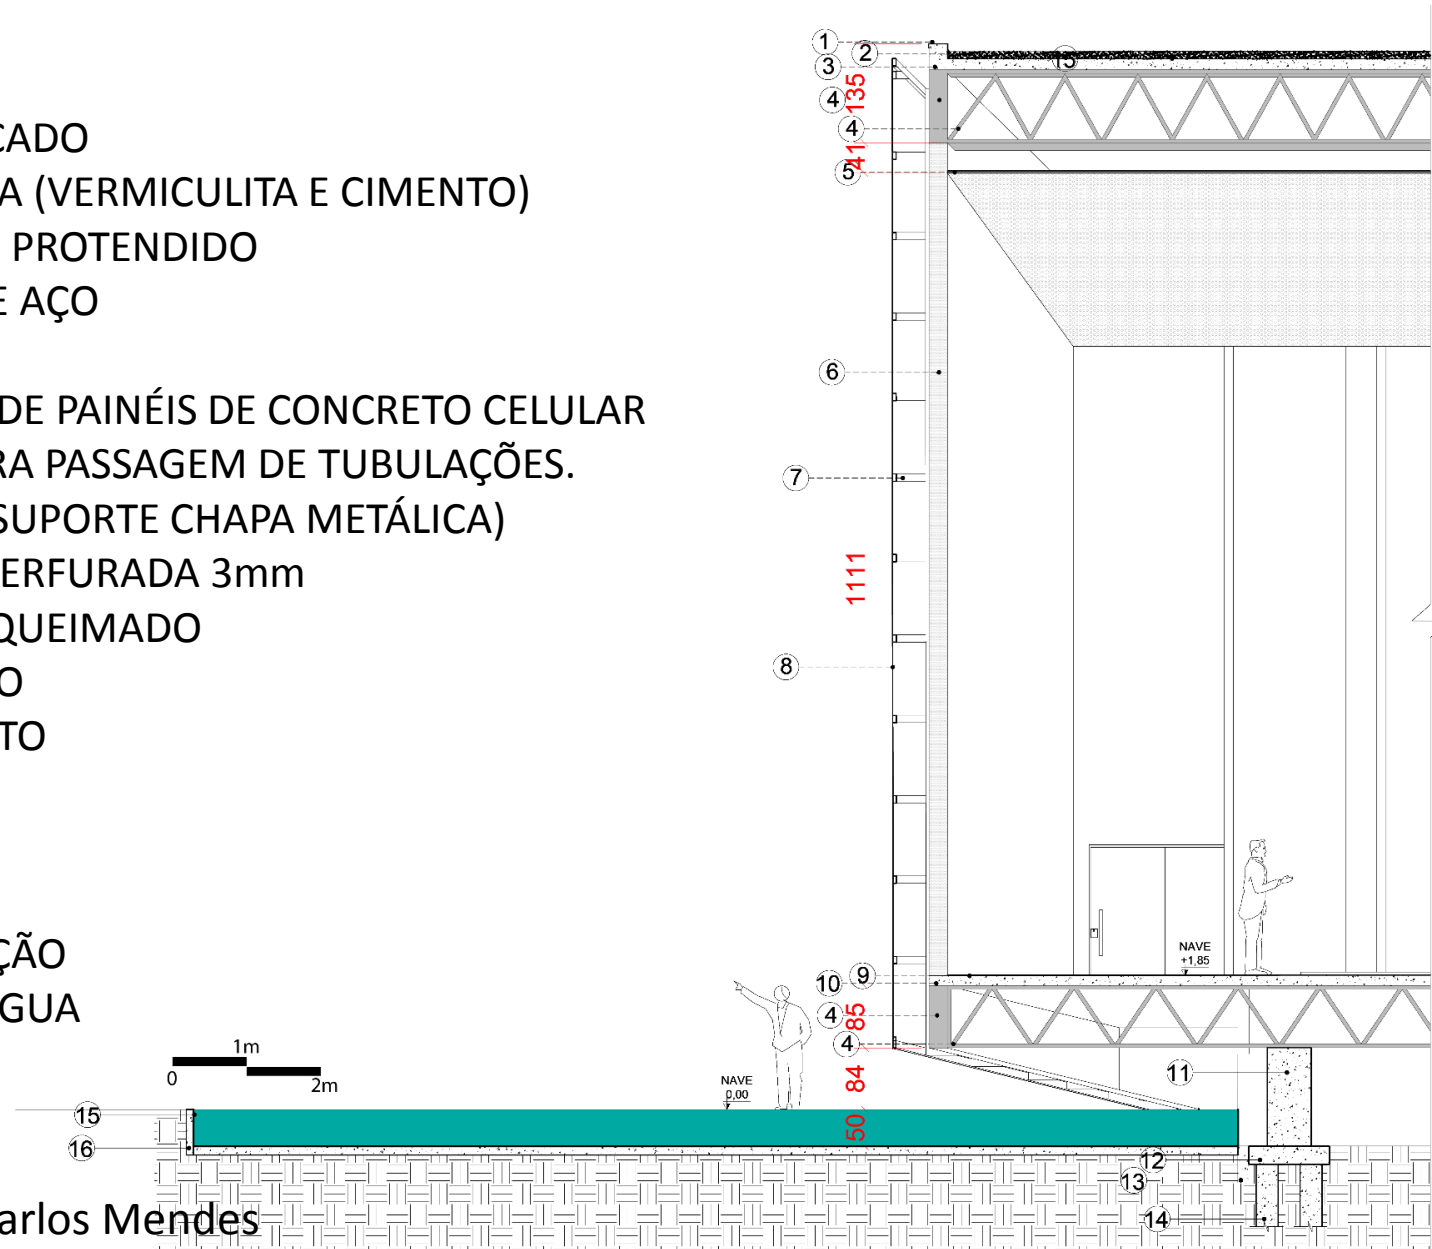 CADO
A (VERMICULITA E CIMENTO)
PROTENDIDO
E AÇO
DE PAINÉIS DE CONCRETO CELULAR
RA PASSAGEM DE TUBULAÇÕES.
SUPORTE CHAPA METÁLICA)
ERFURADA 3mm
QUEIMADO
O
TO
ÇÃO
GUA
arlos Mendes
1m
0
2m
1
2
3
4
4
5
6
7
8
9
10
4
4
11
12
13
14
15
16
15
135
41
1111
85
84
50
NAVE
+1,85
NAVE
0,00